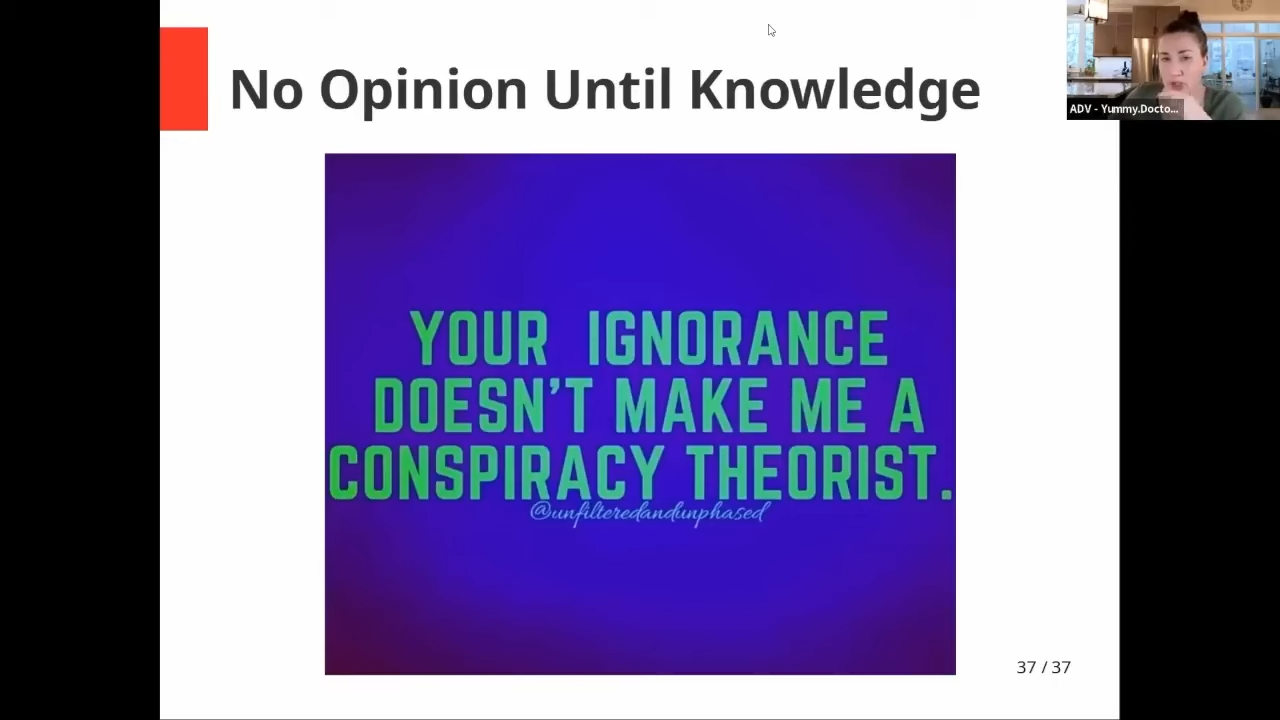 No Opinion Until Knowledge
ADV - Yummy.Docto...
YOUR IGNORANCE
DOESN'T MAKE ME A
CONSPIRACY THEORIST.
@unfilteredandunphased
37 / 37